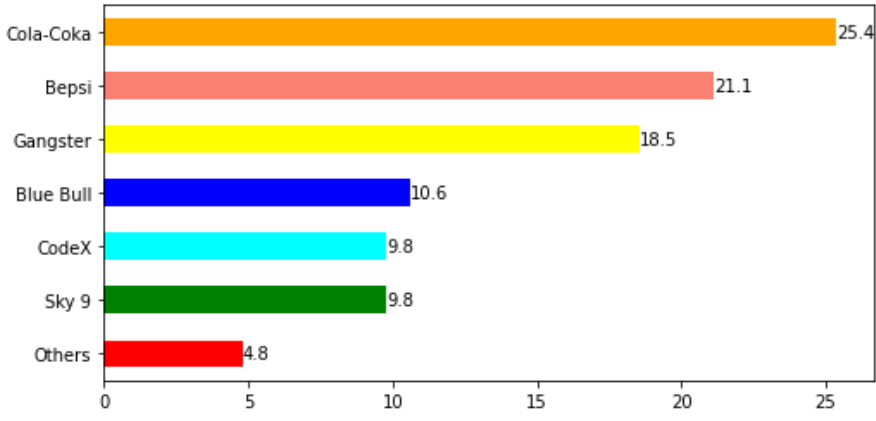 Cola-Coka 25.4
Bepsi 21.1
Gangster 18.5
Blue Bull 10.6
CodeX 9.8
Sky 9 9.8
Others 4.8
0 5 10 15 20 25